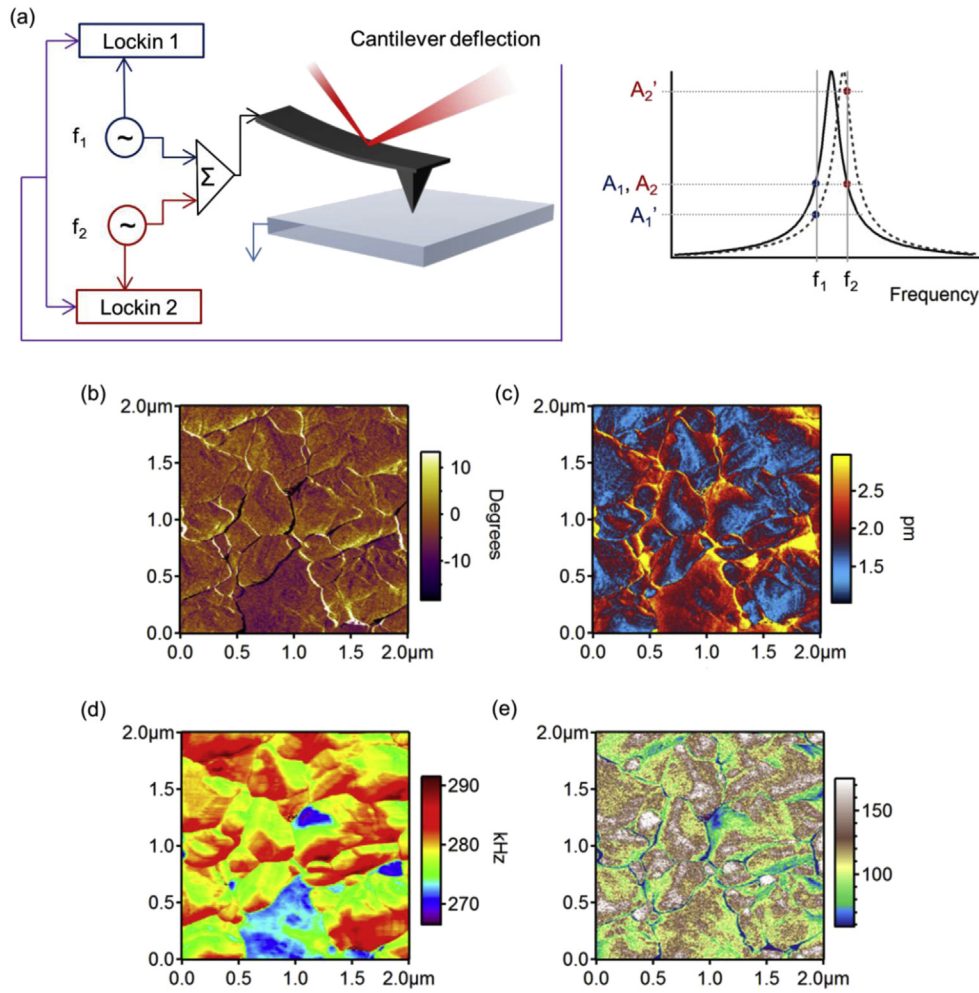 (a)
Lockin 1
Cantilever deflection
f1
~
Σ
f2
~
Lockin 2
A2’
A1, A2
A1’
f1 f2
Frequency
(b)
2.0µm
1.5
1.0
0.5
0.0
0.0 0.5 1.0 1.5 2.0µm
10
0
-10
Degrees
(c)
2.0µm
1.5
1.0
0.5
0.0
0.0 0.5 1.0 1.5 2.0µm
2.5
2.0
1.5
pm
(d)
2.0µm
1.5
1.0
0.5
0.0
0.0 0.5 1.0 1.5 2.0µm
290
280
270
kHz
(e)
2.0µm
1.5
1.0
0.5
0.0
0.0 0.5 1.0 1.5 2.0µm
150
100